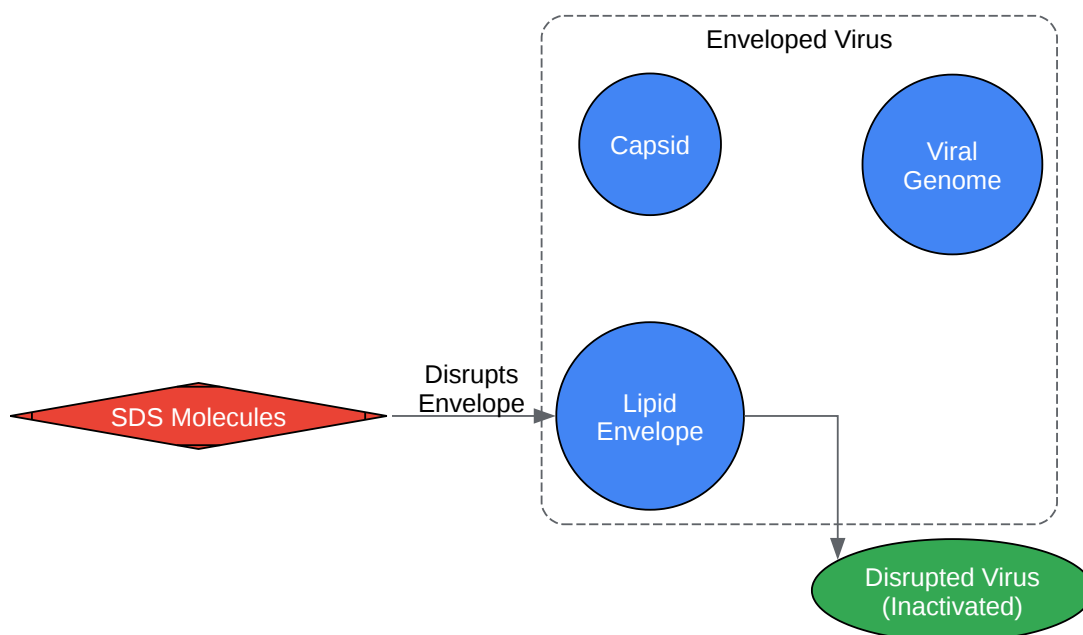 Enveloped Virus
Capsid
Viral
Genome
Disrupts
Envelope
SDS Molecules
Lipid
Envelope
Disrupted Virus
(Inactivated)